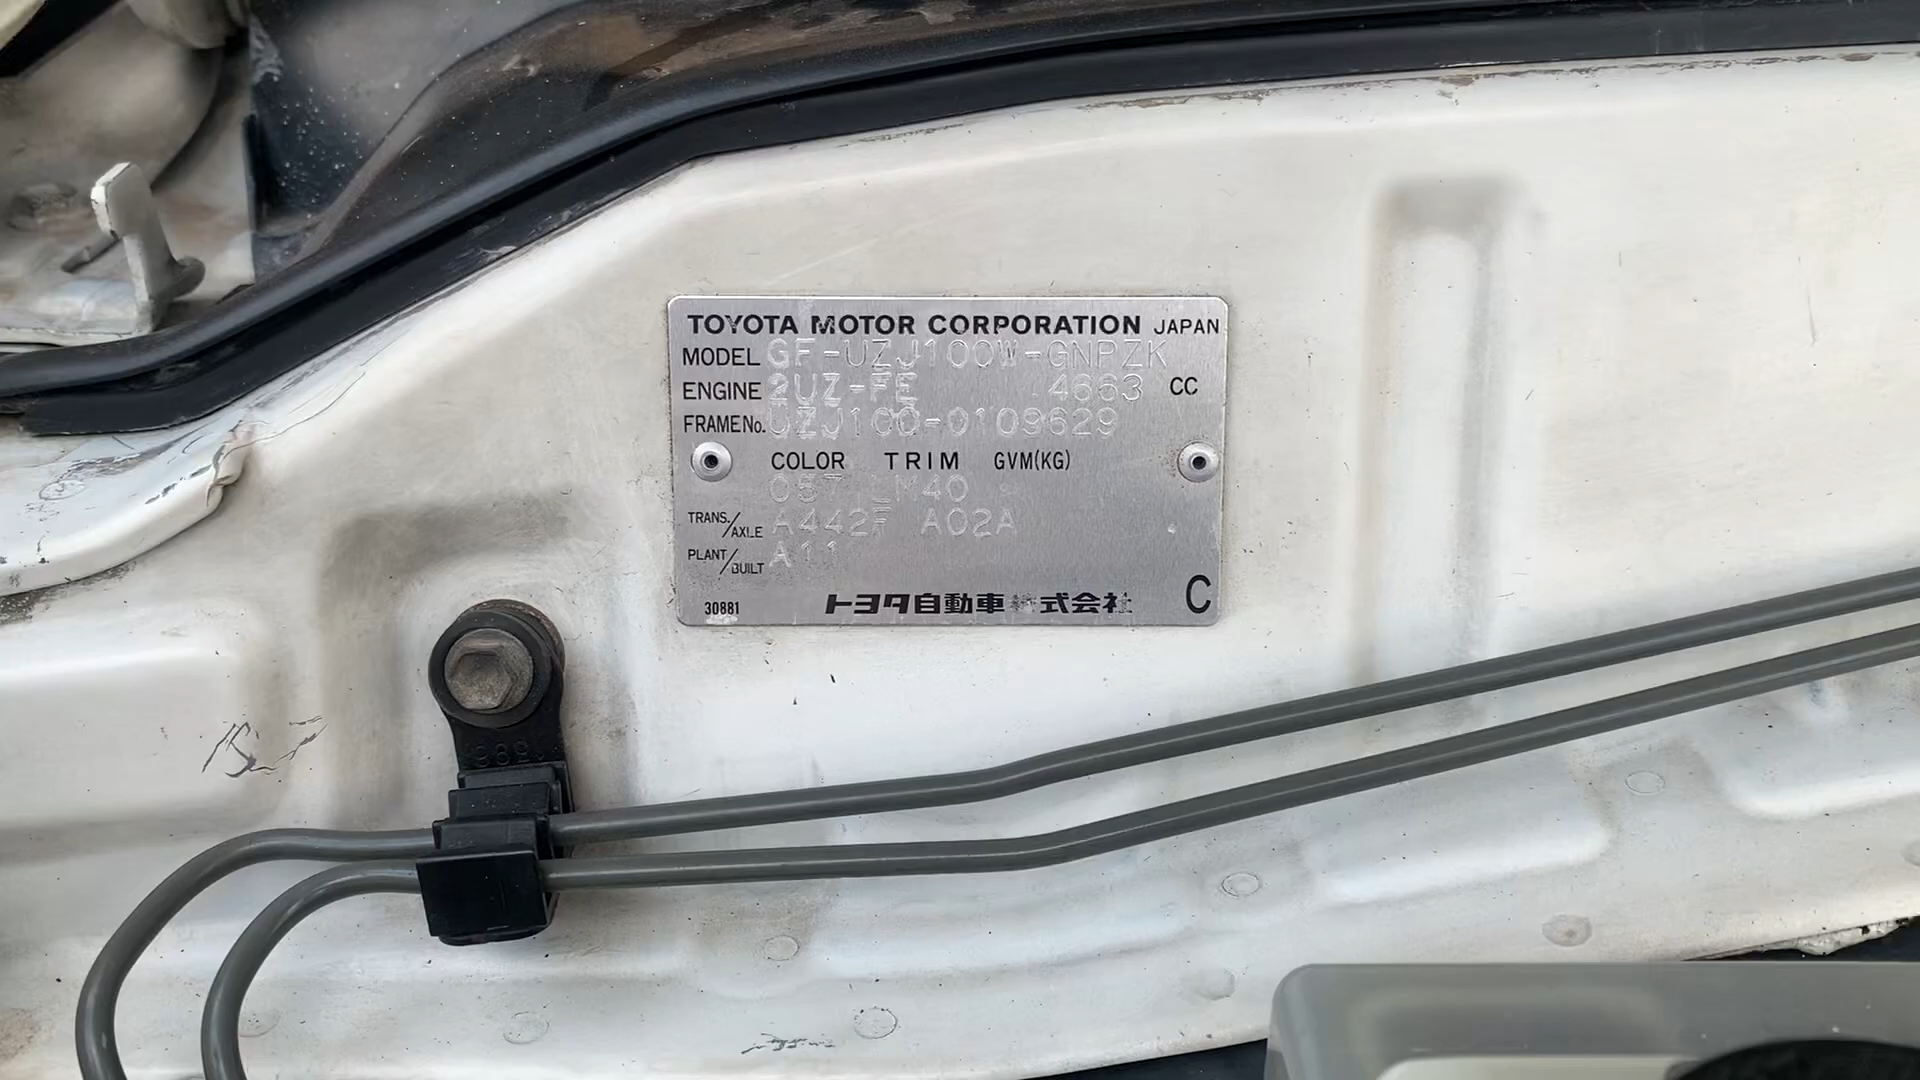 TOYOTA MOTOR CORPORATION JAPAN
MODEL GF-UZJ100W-GNPZK
ENGINE 2UZ-FE 4663 CC
FRAME No. UZJ100-0109629
COLOR TRIM GVM(KG)
057 LM40
TRANS./AXLE A442F A02A
PLANT/BUILT A11
30881 トヨタ自動車株式会社 C